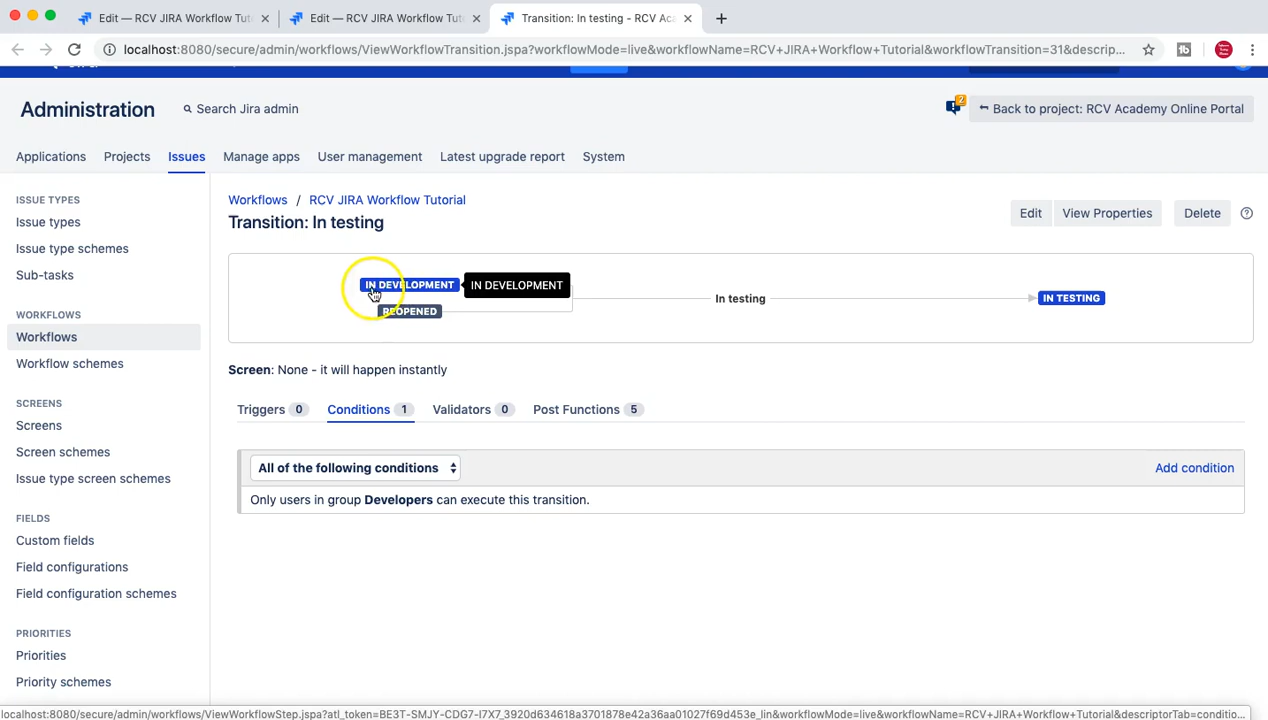 Edit — RCV JIRA Workflow Tut
Edit — RCV JIRA Workflow Tut
Transition: In testing - RCV Aca
localhost:8080/secure/admin/workflows/ViewWorkflowTransition.jspa?workflowMode=live&workflowName=RCV+JIRA+Workflow+Tutorial&workflowTransition=31&descrip...
Administration
Search Jira admin
2
Back to project: RCV Academy Online Portal
Applications Projects Issues Manage apps User management Latest upgrade report System
ISSUE TYPES
Issue types
Issue type schemes
Sub-tasks
WORKFLOWS
Workflows
Workflow schemes
SCREENS
Screens
Screen schemes
Issue type screen schemes
FIELDS
Custom fields
Field configurations
Field configuration schemes
PRIORITIES
Priorities
Priority schemes
Workflows / RCV JIRA Workflow Tutorial
Transition: In testing
Edit View Properties Delete
IN DEVELOPMENT
IN DEVELOPMENT
REOPENED
In testing
IN TESTING
Screen: None - it will happen instantly
Triggers 0 Conditions 1 Validators 0 Post Functions 5
All of the following conditions
Add condition
Only users in group Developers can execute this transition.
localhost:8080/secure/admin/workflows/ViewWorkflowStep.jspa?atl_token=BE3T-SMJY-CDG7-I7X7_3920d634618a3701878e42a36aa01027f69d453e_lin&workflowMode=live&workflowName=RCV+JIRA+Workflow+Tutorial&descriptorTab=conditio...